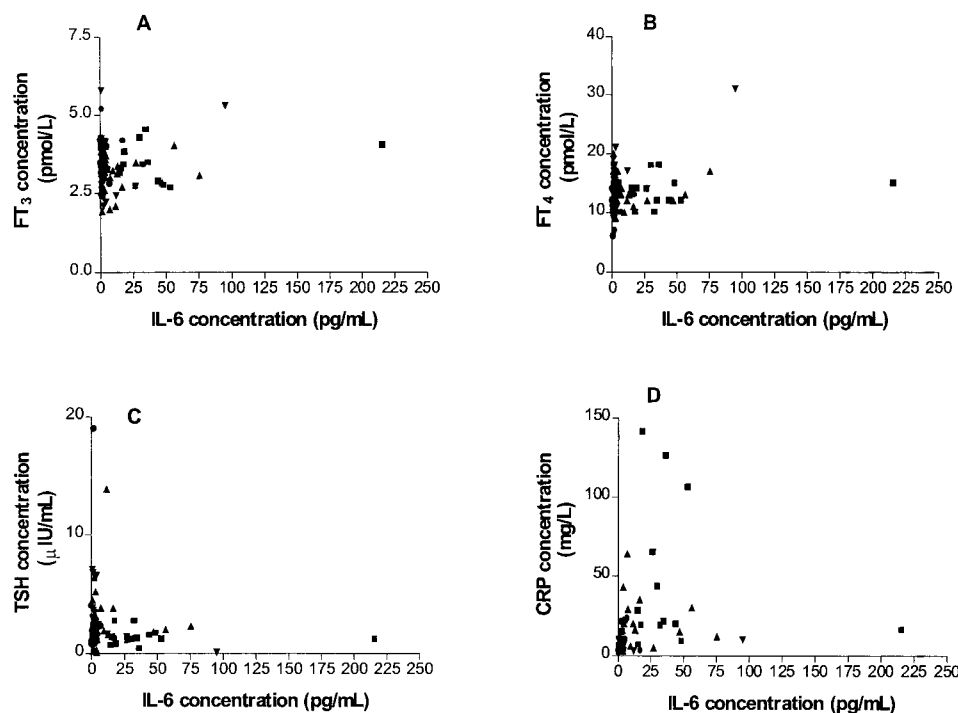 A
7.5
5.0
2.5
0.0
FT3 concentration
(pmol/L)
0 25 50 75 100 125 150 175 200 225 250
IL-6 concentration (pg/mL)
B
40
30
20
10
0
FT4 concentration
(pmol/L)
0 25 50 75 100 125 150 175 200 225 250
IL-6 concentration (pg/mL)
C
20
10
0
TSH concentration
(μ IU/mL)
0 25 50 75 100 125 150 175 200 225 250
IL-6 concentration (pg/mL)
D
150
100
50
0
CRP concentration
(mg/L)
0 25 50 75 100 125 150 175 200 225 250
IL-6 concentration (pg/mL)